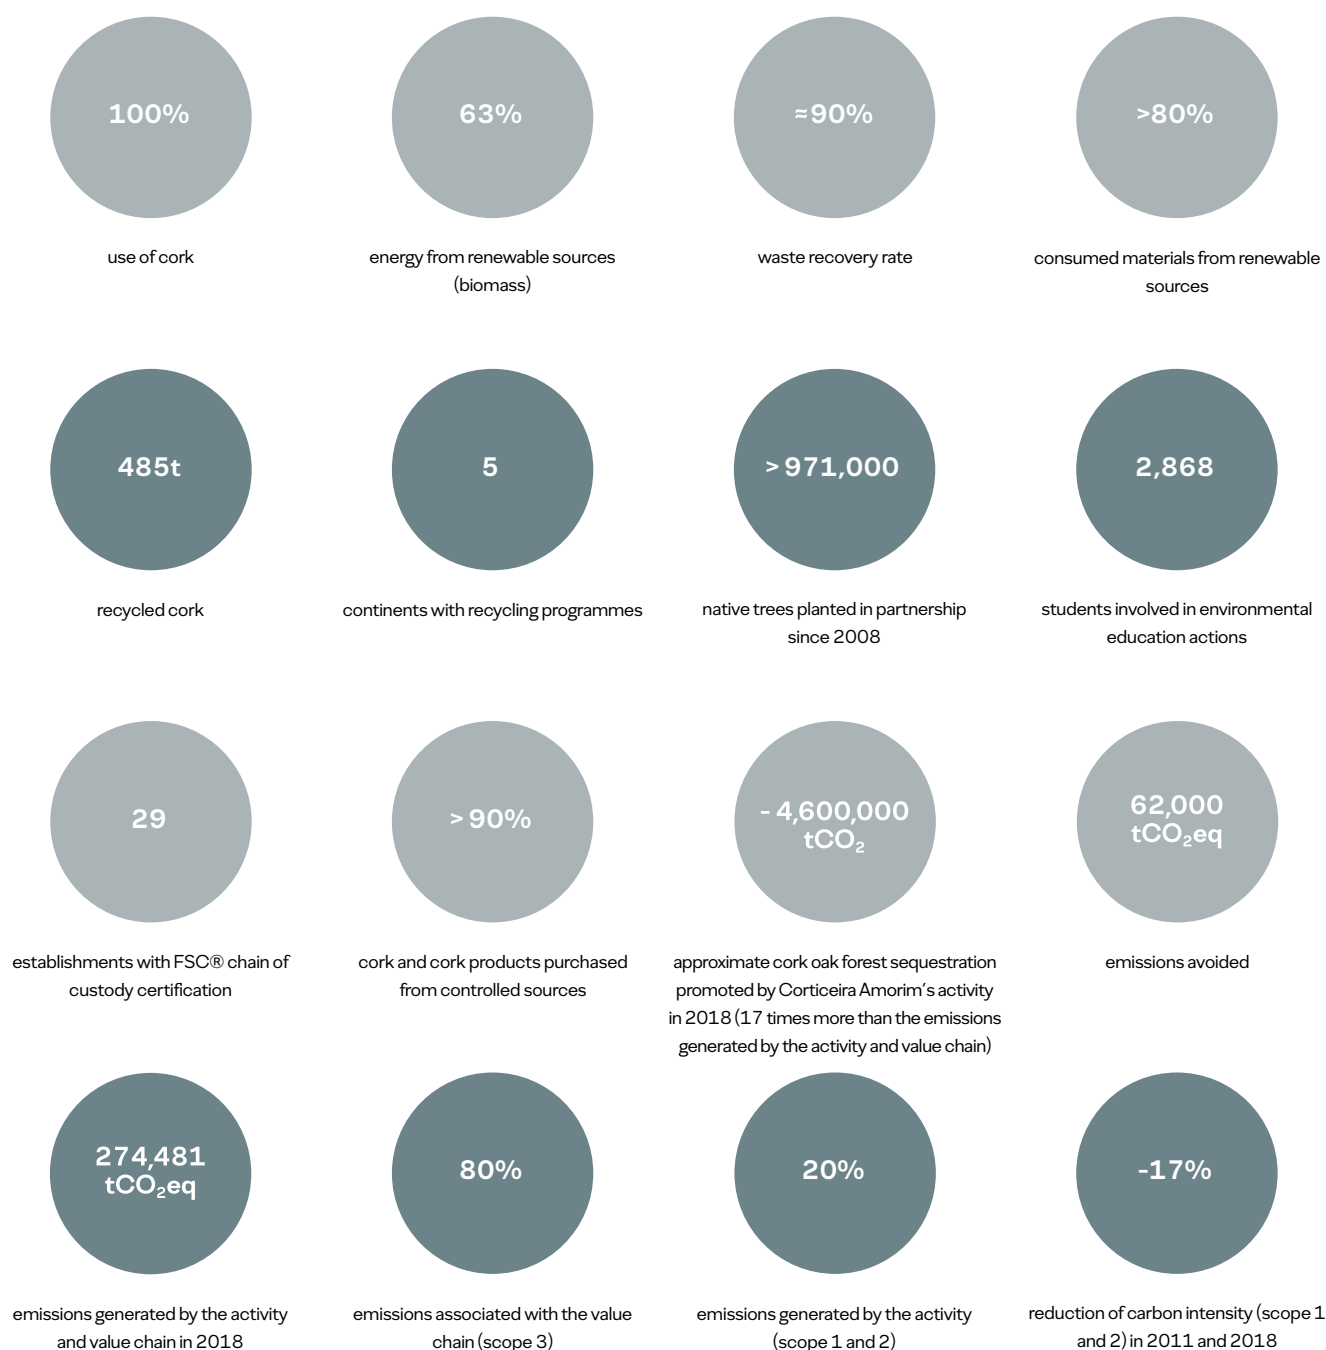 100%
63%
≈90%
>80%
use of cork
energy from renewable sources
(biomass)
waste recovery rate
consumed materials from renewable
sources
485t
5
> 971,000
2,868
recycled cork
continents with recycling programmes
native trees planted in partnership
since 2008
students involved in environmental
education actions
29
> 90%
- 4,600,000
tCO₂
62,000
tCO₂eq
establishments with FSC® chain of
custody certification
cork and cork products purchased
from controlled sources
approximate cork oak forest sequestration
promoted by Corticeira Amorim's activity
in 2018 (17 times more than the emissions
generated by the activity and value chain)
emissions avoided
274,481
tCO₂eq
80%
20%
-17%
emissions generated by the activity
and value chain in 2018
emissions associated with the value
chain (scope 3)
emissions generated by the activity
(scope 1 and 2)
reduction of carbon intensity (scope 1
and 2) in 2011 and 2018